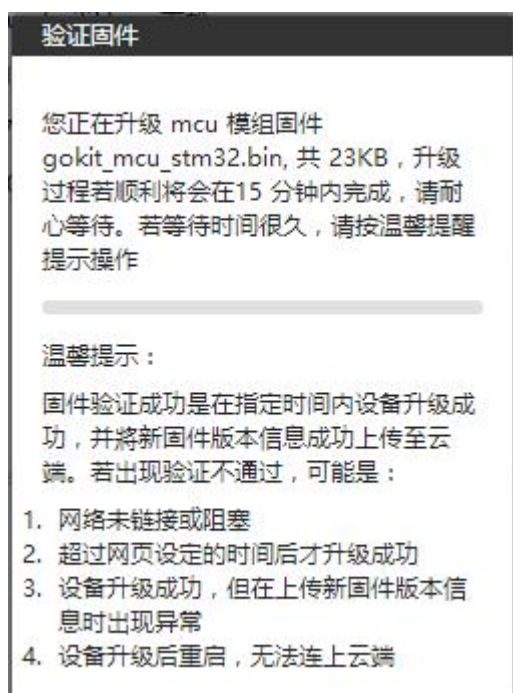 验证固件
您正在升级 mcu 模组固件
gokit_mcu_stm32.bin, 共 23KB，升级
过程若顺利将会在15 分钟内完成，请耐
心等待。若等待时间很久，请按温馨提醒
提示操作
温馨提示：
固件验证成功是在指定时间内设备升级成
功，并將新固件版本信息成功上传至云
端。若出现验证不通过，可能是：
1. 网络未链接或阻塞
2. 超过网页设定的时间后才升级成功
3. 设备升级成功，但在上传新固件版本信
息时出现异常
4. 设备升级后重启，无法连上云端